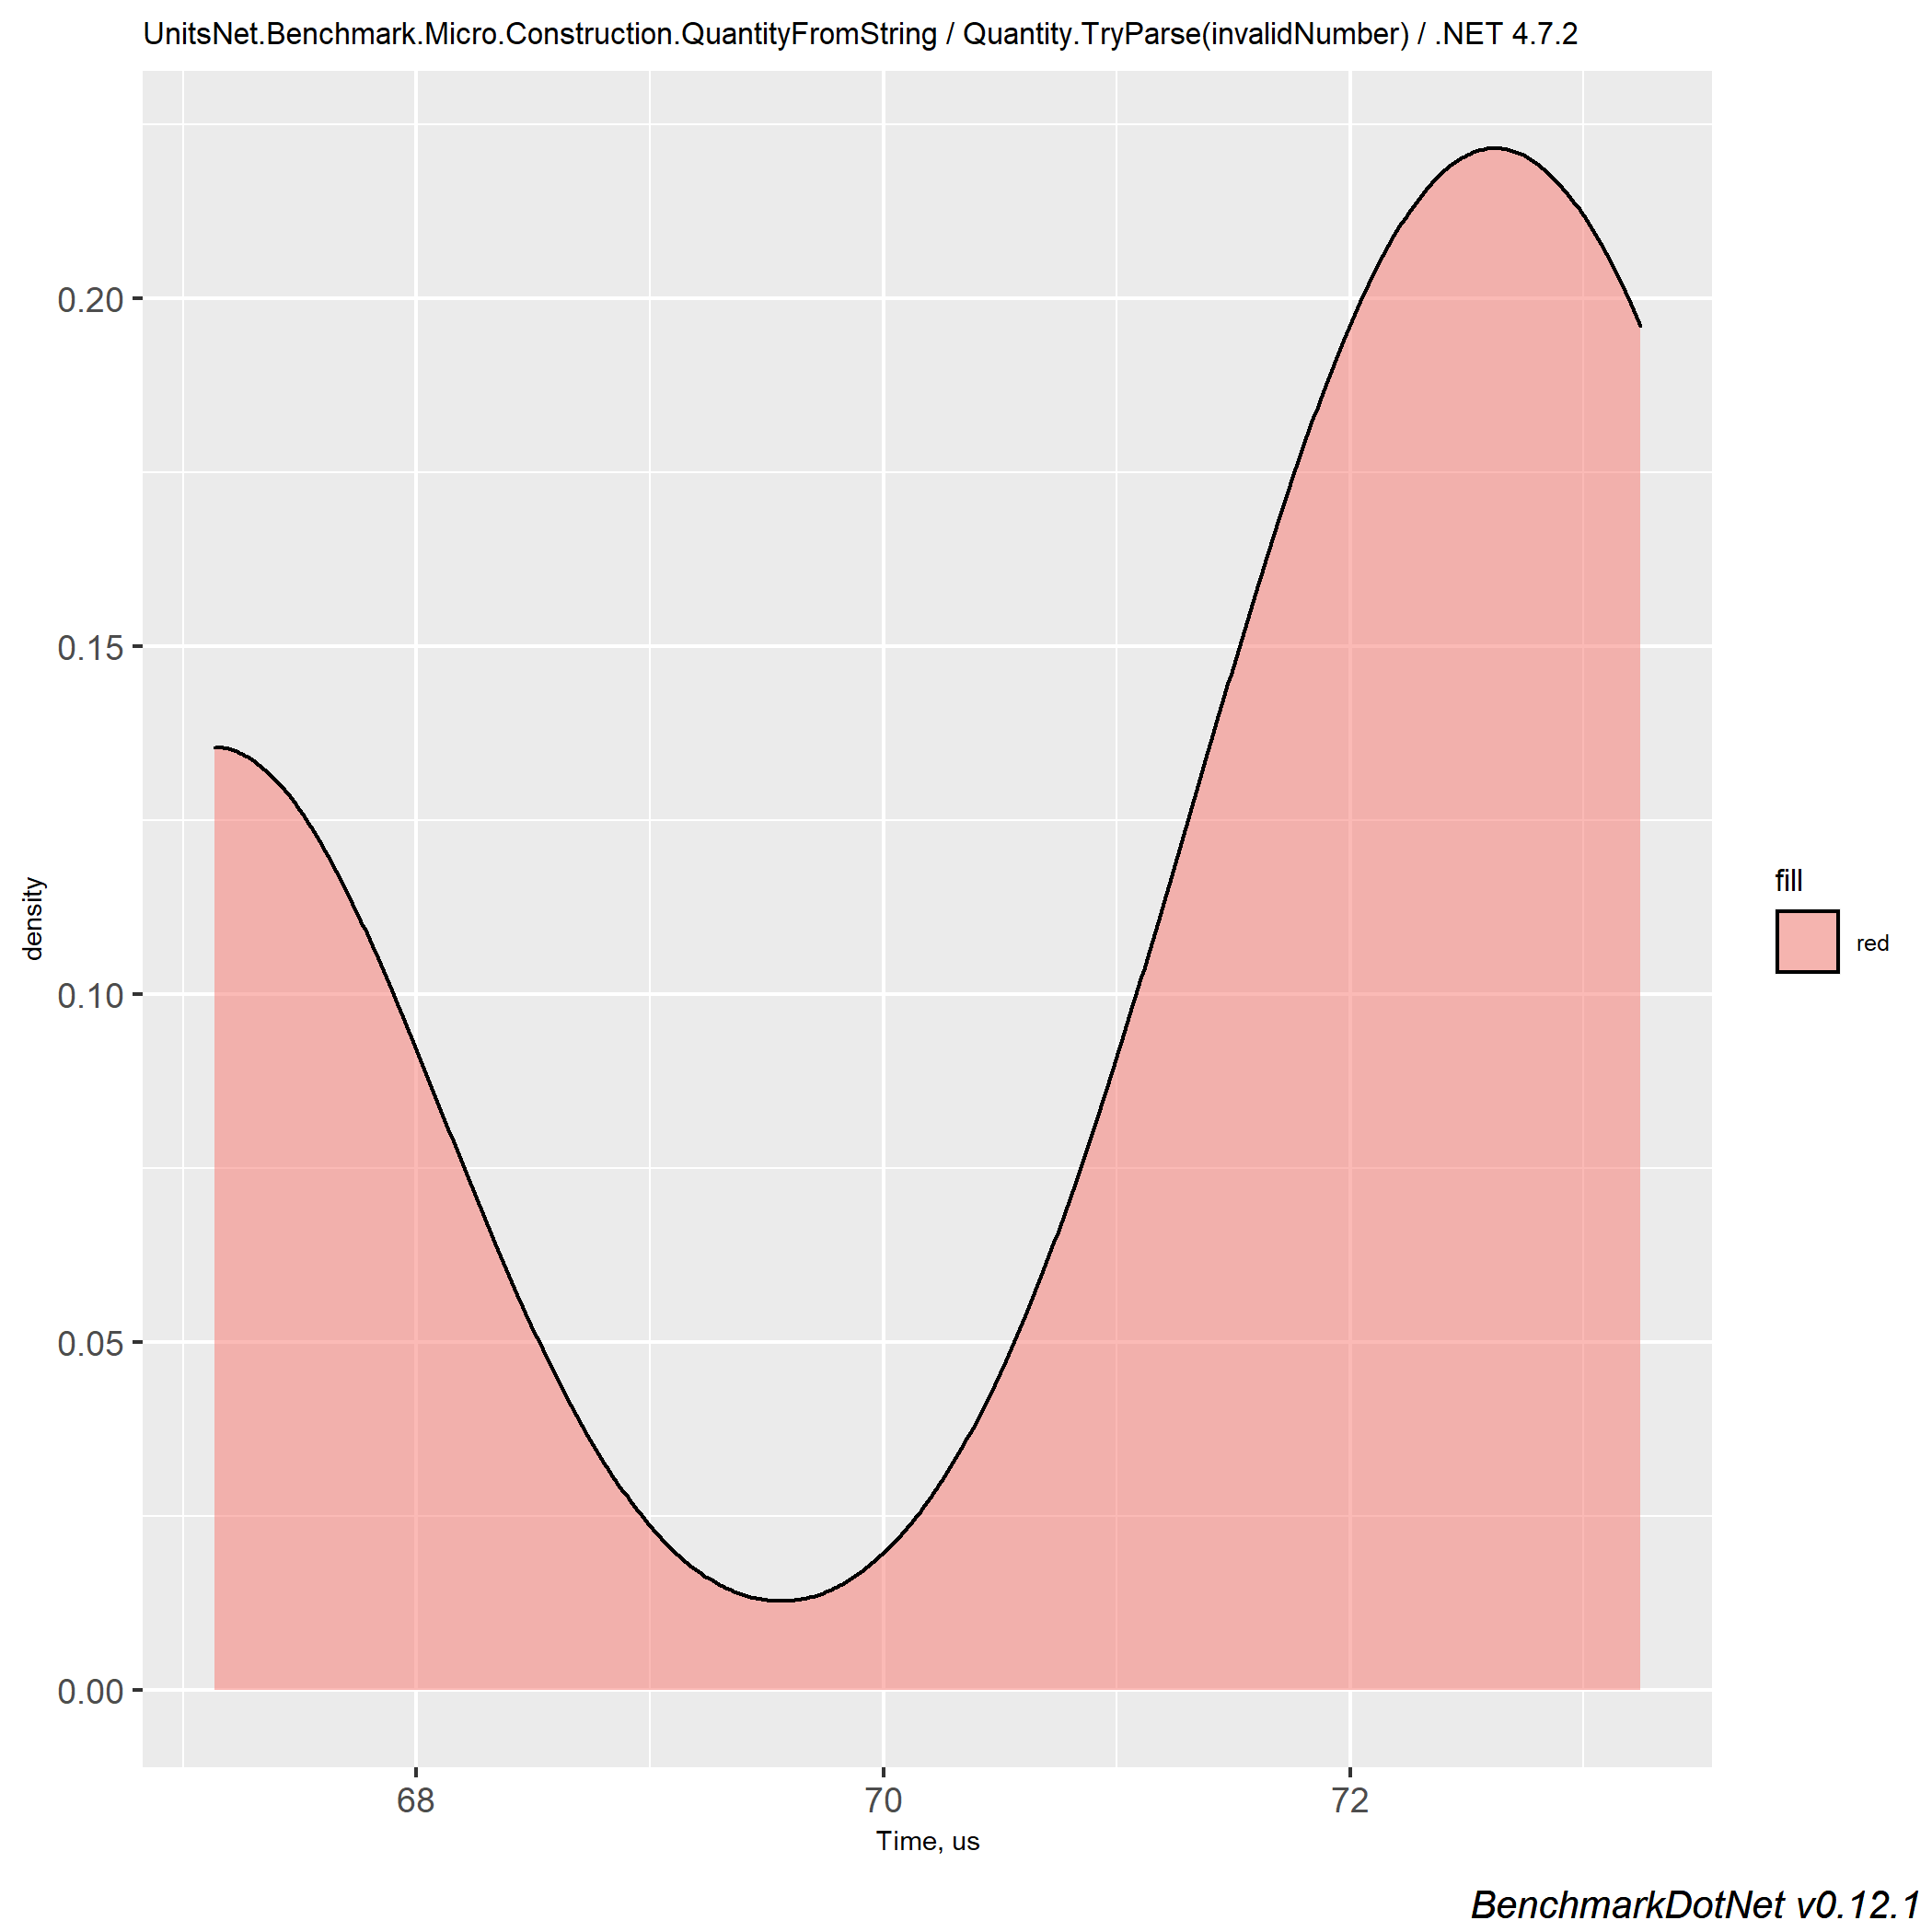 UnitsNet.Benchmark.Micro.Construction.QuantityFromString / Quantity.TryParse(invalidNumber) / .NET 4.7.2
0.20
0.15
0.10
0.05
0.00
density
68 70 72
Time, us
fill
red
BenchmarkDotNet v0.12.1